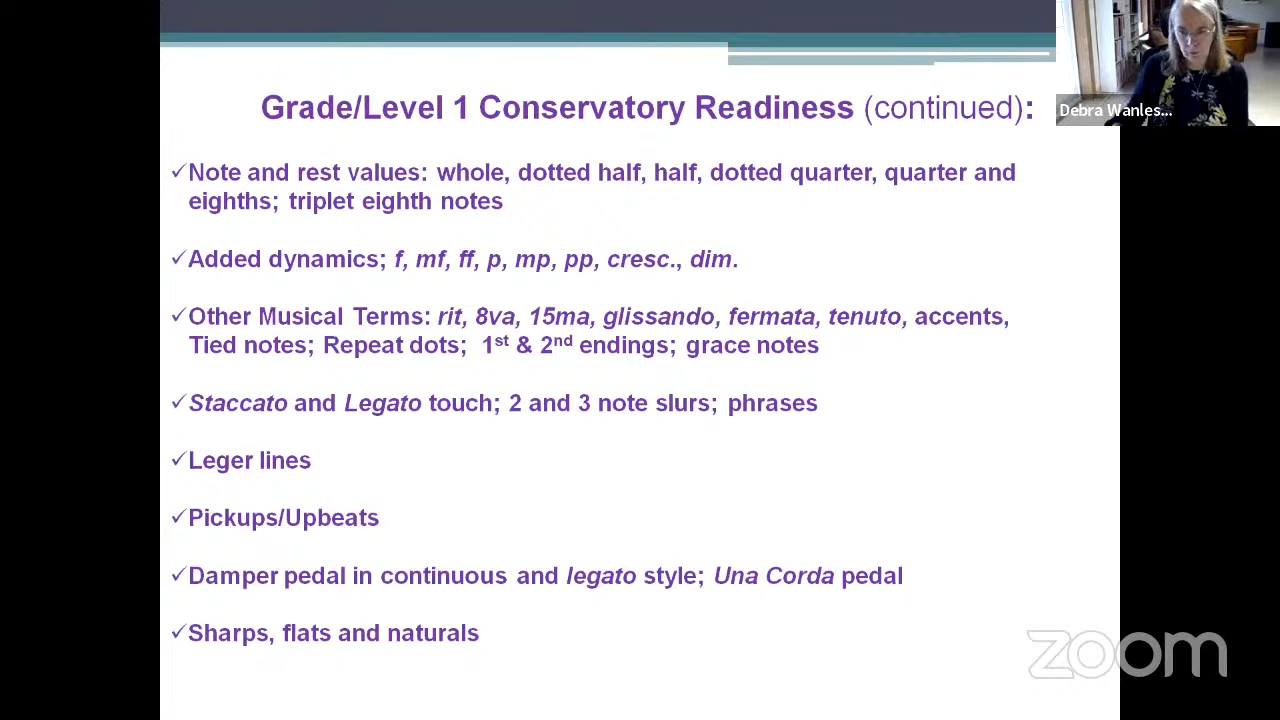 Grade/Level 1 Conservatory Readiness (continued):
Debra Wanles...
✓Note and rest values: whole, dotted half, half, dotted quarter, quarter and
eighths; triplet eighth notes
✓Added dynamics; f, mf, ff, p, mp, pp, cresc., dim.
✓Other Musical Terms: rit, 8va, 15ma, glissando, fermata, tenuto, accents,
Tied notes; Repeat dots; 1st & 2nd endings; grace notes
✓Staccato and Legato touch; 2 and 3 note slurs; phrases
✓Leger lines
✓Pickups/Upbeats
✓Damper pedal in continuous and legato style; Una Corda pedal
✓Sharps, flats and naturals
zoom